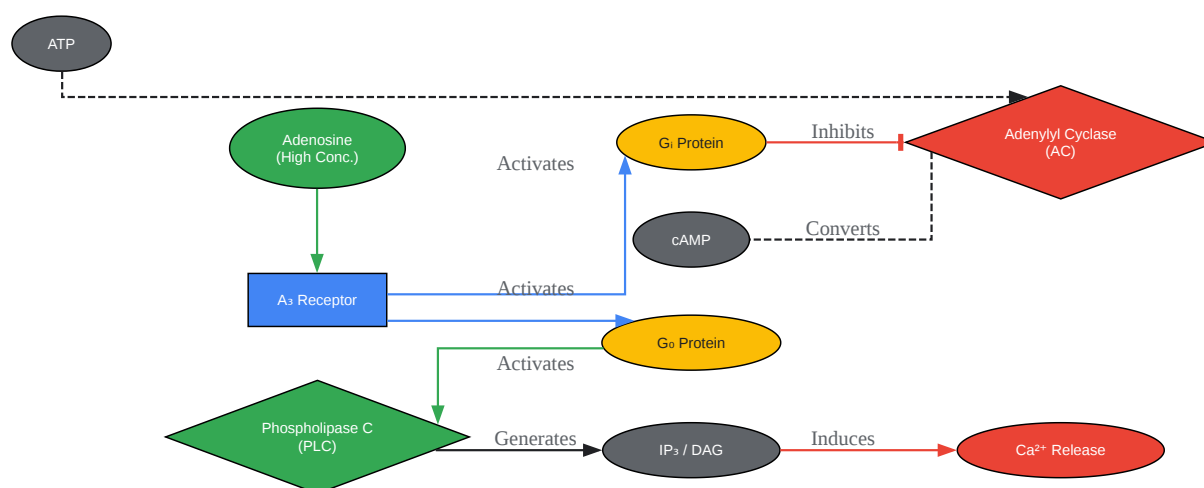 ATP
Adenosine
(High Conc.)
Gᵢ Protein
Inhibits
Adenylyl Cyclase
(AC)
Activates
cAMP
Converts
Activates
A₃ Receptor
G₀ Protein
Activates
Phospholipase C
(PLC)
Generates
IP₃ / DAG
Induces
Ca²⁺ Release